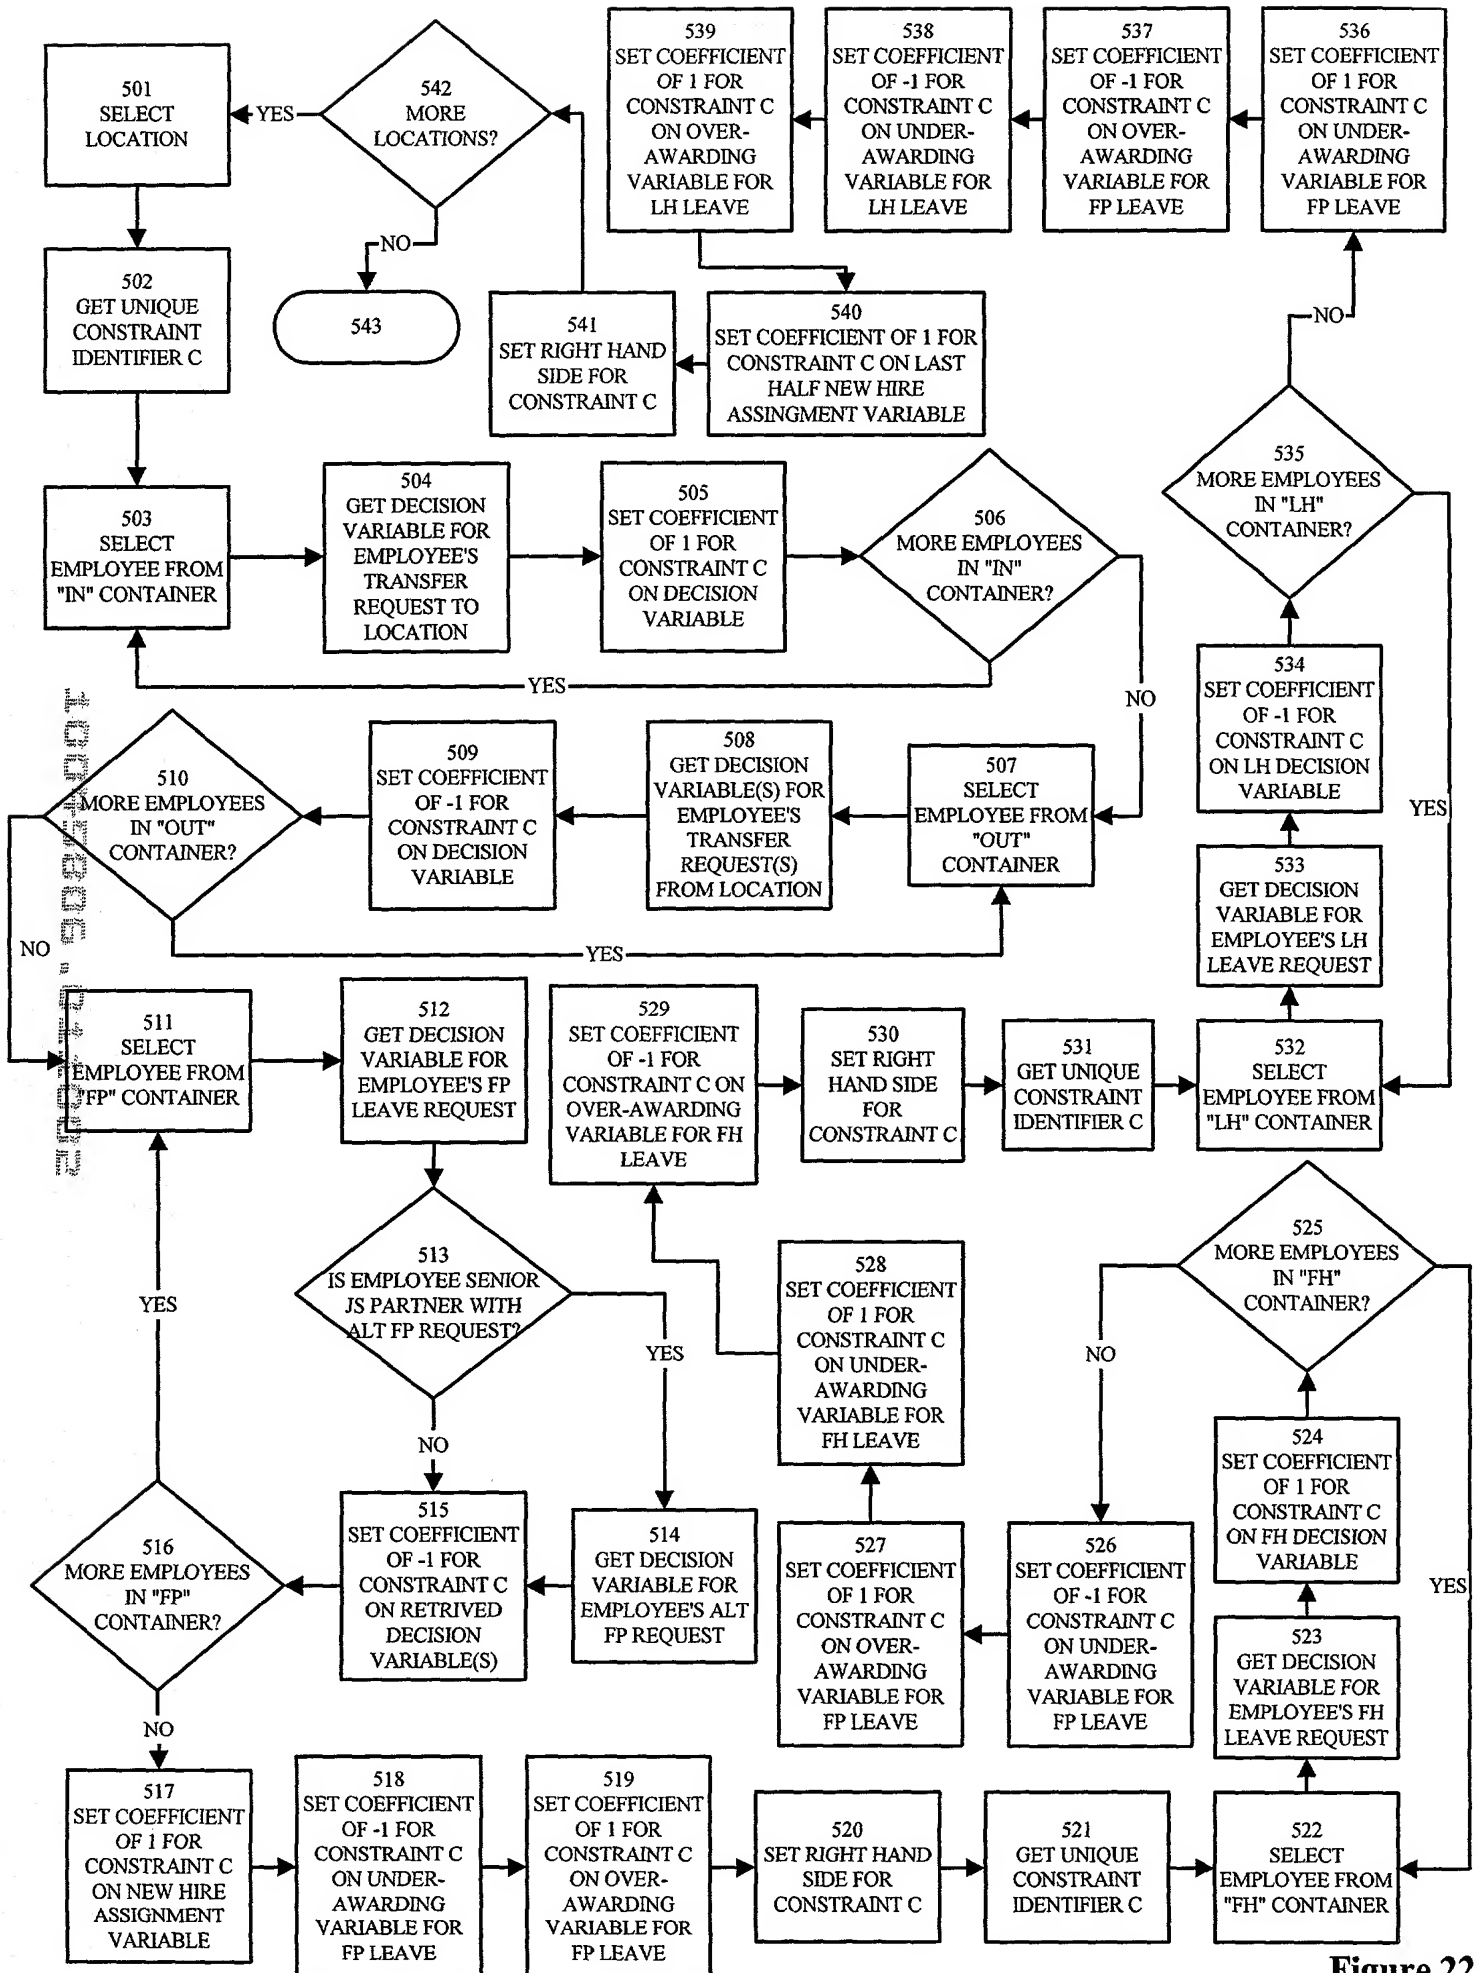 501
SELECT
LOCATION
YES
542
MORE
LOCATIONS?
NO
543
539
SET COEFFICIENT
OF 1 FOR
CONSTRAINT C
ON OVER-
AWARDING
VARIABLE FOR
LH LEAVE
538
SET COEFFICIENT
OF -1 FOR
CONSTRAINT C
ON UNDER-
AWARDING
VARIABLE FOR
LH LEAVE
537
SET COEFFICIENT
OF -1 FOR
CONSTRAINT C
ON OVER-
AWARDING
VARIABLE FOR
FP LEAVE
536
SET COEFFICIENT
OF 1 FOR
CONSTRAINT C
ON UNDER-
AWARDING
VARIABLE FOR
FP LEAVE
502
GET UNIQUE
CONSTRAINT
IDENTIFIER C
541
SET RIGHT HAND
SIDE FOR
CONSTRAINT C
540
SET COEFFICIENT OF 1 FOR
CONSTRAINT C ON LAST
HALF NEW HIRE
ASSINGMENT VARIABLE
NO
503
SELECT
EMPLOYEE FROM
"IN" CONTAINER
504
GET DECISION
VARIABLE FOR
EMPLOYEE'S
TRANSFER
REQUEST TO
LOCATION
505
SET COEFFICIENT
OF 1 FOR
CONSTRAINT C
ON DECISION
VARIABLE
506
MORE EMPLOYEES
IN "IN"
CONTAINER?
YES
NO
535
MORE EMPLOYEES
IN "LH"
CONTAINER?
YES
534
SET COEFFICIENT
OF -1 FOR
CONSTRAINT C
ON LH DECISION
VARIABLE
510
MORE EMPLOYEES
IN "OUT"
CONTAINER?
509
SET COEFFICIENT
OF -1 FOR
CONSTRAINT C
ON DECISION
VARIABLE
508
GET DECISION
VARIABLE(S) FOR
EMPLOYEE'S
TRANSFER
REQUEST(S)
FROM LOCATION
507
SELECT
EMPLOYEE FROM
"OUT"
CONTAINER
533
GET DECISION
VARIABLE FOR
EMPLOYEE'S LH
LEAVE REQUEST
NO
YES
511
SELECT
EMPLOYEE FROM
"FP" CONTAINER
512
GET DECISION
VARIABLE FOR
EMPLOYEE'S FP
LEAVE REQUEST
529
SET COEFFICIENT
OF -1 FOR
CONSTRAINT C ON
OVER-AWARDING
VARIABLE FOR FH
LEAVE
530
SET RIGHT
HAND SIDE
FOR
CONSTRAINT C
531
GET UNIQUE
CONSTRAINT
IDENTIFIER C
532
SELECT
EMPLOYEE FROM
"LH" CONTAINER
YES
513
IS EMPLOYEE SENIOR
JS PARTNER WITH
ALT FP REQUEST?
YES
NO
528
SET COEFFICIENT
OF 1 FOR
CONSTRAINT C
ON UNDER-
AWARDING
VARIABLE FOR
FH LEAVE
525
MORE EMPLOYEES
IN "FH"
CONTAINER?
NO
YES
516
MORE EMPLOYEES
IN "FP"
CONTAINER?
NO
515
SET COEFFICIENT
OF -1 FOR
CONSTRAINT C
ON RETRIVED
DECISION
VARIABLE(S)
514
GET DECISION
VARIABLE FOR
EMPLOYEE'S ALT
FP REQUEST
527
SET COEFFICIENT
OF 1 FOR
CONSTRAINT C
ON OVER-
AWARDING
VARIABLE FOR
FP LEAVE
526
SET COEFFICIENT
OF -1 FOR
CONSTRAINT C
ON UNDER-
AWARDING
VARIABLE FOR
FP LEAVE
524
SET COEFFICIENT
OF 1 FOR
CONSTRAINT C
ON FH DECISION
VARIABLE
523
GET DECISION
VARIABLE FOR
EMPLOYEE'S FH
LEAVE REQUEST
517
SET COEFFICIENT
OF 1 FOR
CONSTRAINT C
ON NEW HIRE
ASSIGNMENT
VARIABLE
518
SET COEFFICIENT
OF -1 FOR
CONSTRAINT C
ON UNDER-
AWARDING
VARIABLE FOR
FP LEAVE
519
SET COEFFICIENT
OF 1 FOR
CONSTRAINT C
ON OVER-
AWARDING
VARIABLE FOR
FP LEAVE
520
SET RIGHT HAND
SIDE FOR
CONSTRAINT C
521
GET UNIQUE
CONSTRAINT
IDENTIFIER C
522
SELECT
EMPLOYEE FROM
"FH" CONTAINER
Figure 22